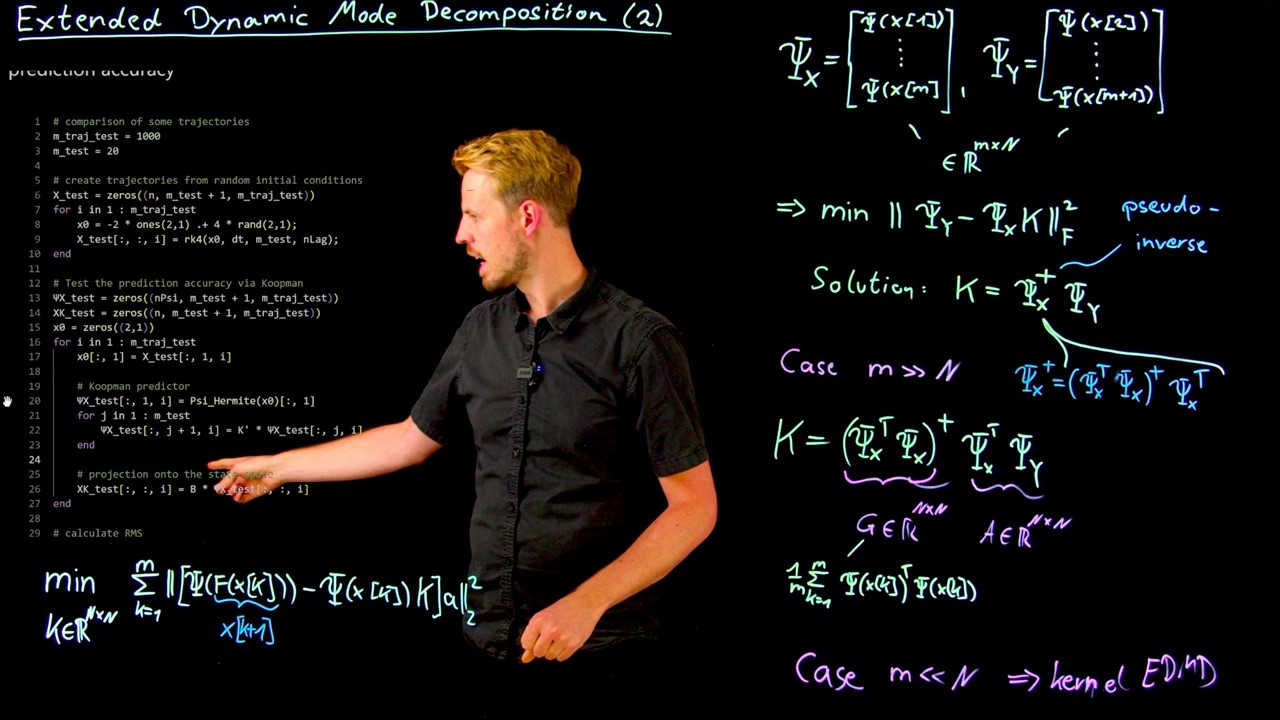 Extended Dynamic Mode Decomposition (2)
prediction accuracy
1 # comparison of some trajectories
2 m_traj_test = 1000
3 m_test = 20
4
5 # create trajectories from random initial conditions
6 X_test = zeros((n, m_test + 1, m_traj_test))
7 for i in 1 : m_traj_test
8 x0 = -2 * ones(2,1) .+ 4 * rand(2,1);
9 X_test[:, :, i] = rk4(x0, dt, m_test, nLag);
10 end
11
12 # Test the prediction accuracy via Koopman
13 ΨX_test = zeros((nPsi, m_test + 1, m_traj_test))
14 XK_test = zeros((n, m_test + 1, m_traj_test))
15 x0 = zeros((2,1))
16 for i in 1 : m_traj_test
17 x0[:, 1] = X_test[:, 1, i]
18
19 # Koopman predictor
20 ΨX_test[:, 1, i] = Psi_Hermite(x0)[:, 1]
21 for j in 1 : m_test
22 ΨX_test[:, j + 1, i] = K' * ΨX_test[:, j, i]
23 end
24
25 # projection onto the state space
26 XK_test[:, :, i] = B * ΨX_test[:, :, i]
27 end
28
29 # calculate RMS
min K∈ℝ^{N×N} Σ_{k=1}^{m} ‖[Ψ(F(x[k])) − Ψ(x[k]) K] a‖_2^2
x[k+1]
Ψ_X = [Ψ(x[1]) ⋮ Ψ(x[m]], Ψ_Y = [Ψ(x[2]) ⋮ Ψ(x[m+1])]
∈ ℝ^{m×N}
⇒ min ‖ Ψ_Y − Ψ_X K ‖_F^2
pseudo-
inverse
Solution: K = Ψ_X^+ Ψ_Y
Case m >> N
Ψ_X^+ = (Ψ_X^T Ψ_X)^+ Ψ_X^T
K = (Ψ_X^T Ψ_X)^+ Ψ_X^T Ψ_Y
G∈ℝ^{N×N} A∈ℝ^{N×N}
1/m Σ_{k=1}^{m} Ψ(x[k])^T Ψ(x[k])
Case m << N ⇒ kernel EDMD